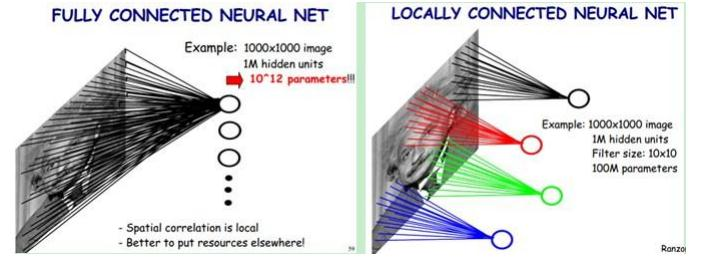 FULLY CONNECTED NEURAL NET
Example: 1000x1000 image
1M hidden units
10^12 parameters!!!
- Spatial correlation is local
- Better to put resources elsewhere!
LOCALLY CONNECTED NEURAL NET
Example: 1000x1000 image
1M hidden units
Filter size: 10x10
100M parameters
Ranzo